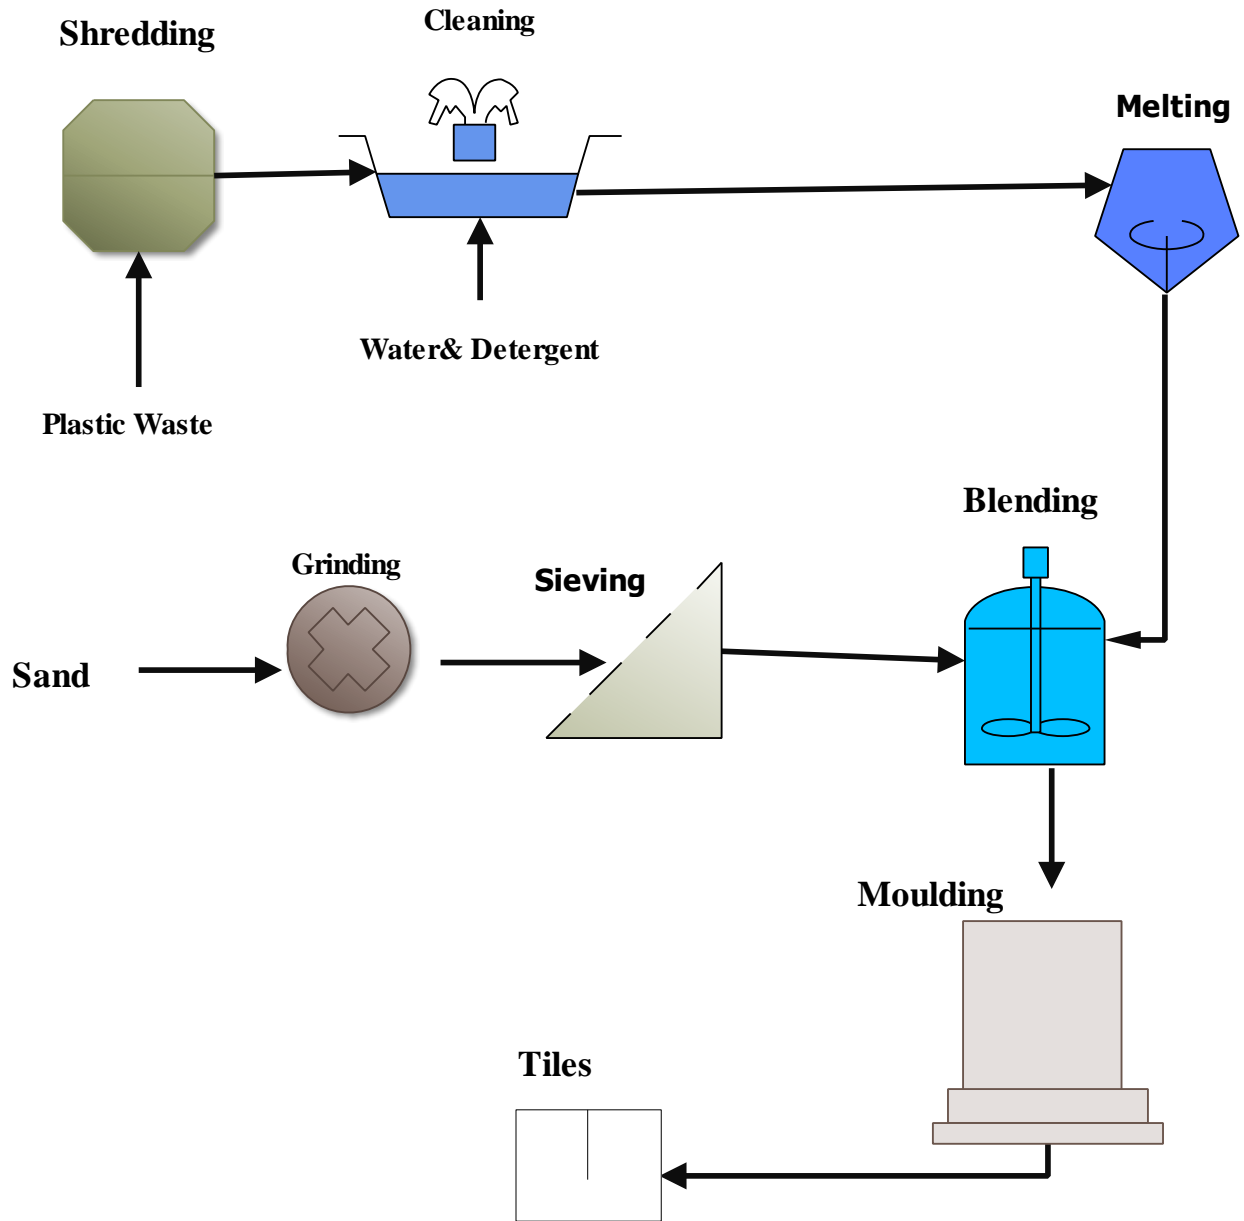 Shredding
Cleaning
Melting
Water& Detergent
Plastic Waste
Blending
Grinding
Sieving
Sand
Moulding
Tiles